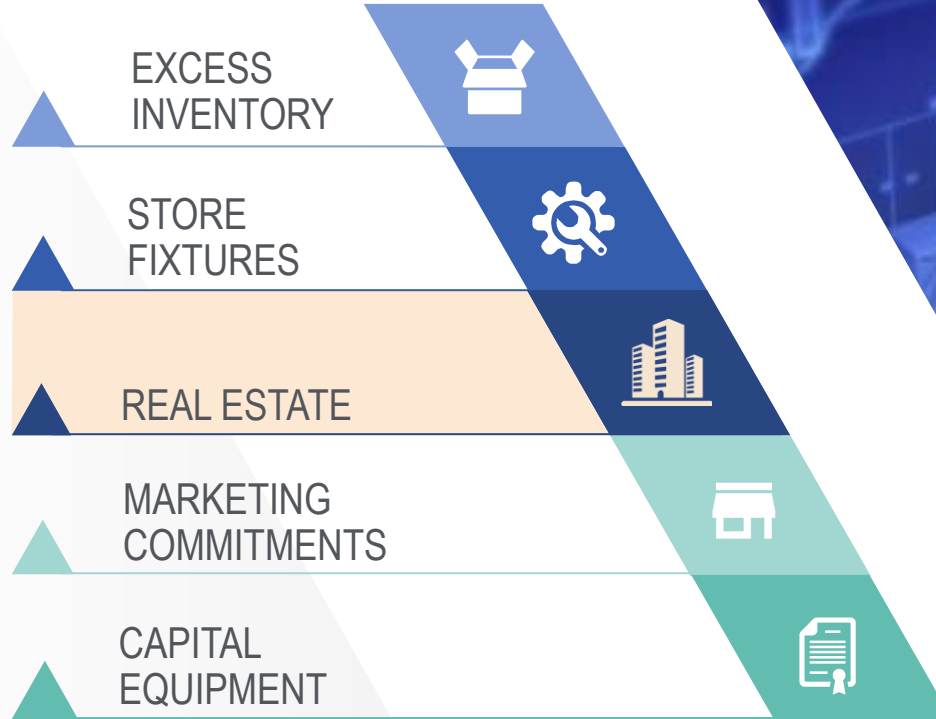 EXCESS
INVENTORY
STORE
FIXTURES
REAL ESTATE
MARKETING
COMMITMENTS
CAPITAL
EQUIPMENT